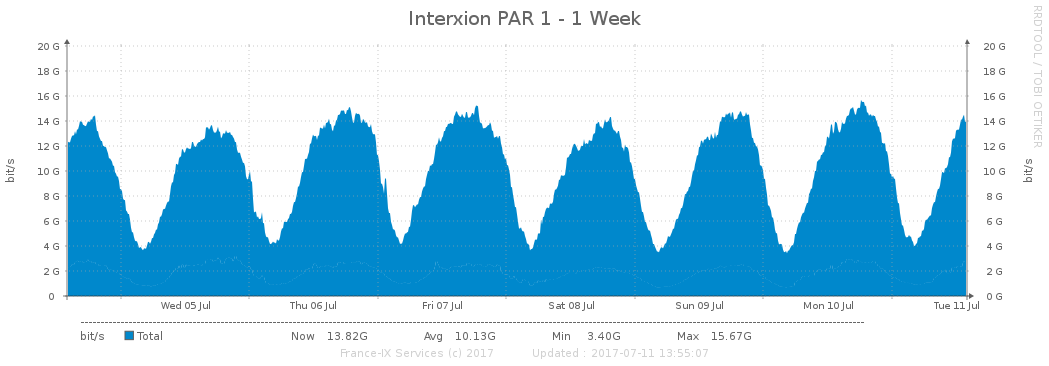 Interxion PAR 1 - 1 Week
RRDTOOL / TOBI OETIKER
20 G 20 G
18 G 18 G
16 G 16 G
14 G 14 G
12 G 12 G
10 G 10 G
8 G 8 G
6 G 6 G
4 G 4 G
2 G 2 G
0 0 G
bit/s
bit/s
Wed 05 Jul Thu 06 Jul Fri 07 Jul Sat 08 Jul Sun 09 Jul Mon 10 Jul Tue 11 Jul
bit/s Total Now 13.82G Avg 10.13G Min 3.40G Max 15.67G
France-IX Services (c) 2017 Updated : 2017-07-11 13:55:07